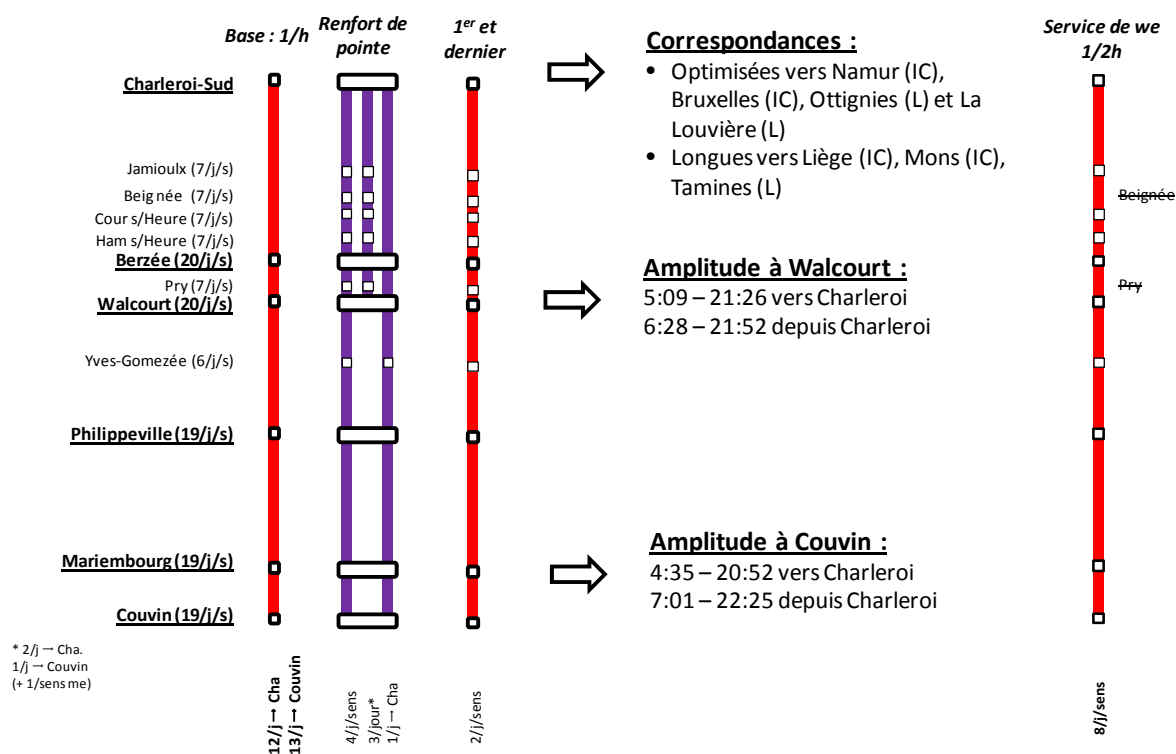 Base : 1/h
Renfort de
pointe
1er et
dernier
Correspondances :
• Optimisées vers Namur (IC),
Bruxelles (IC), Ottignies (L) et La
Louvière (L)
• Longues vers Liège (IC), Mons (IC),
Tamines (L)
Service de we
1/2h
Charleroi-Sud
Jamioulx (7/j/s)
Beignée (7/j/s)
Cour s/Heure (7/j/s)
Ham s/Heure (7/j/s)
Berzée (20/j/s)
Pry (7/j/s)
Walcourt (20/j/s)
Yves-Gomezée (6/j/s)
Philippeville (19/j/s)
Mariembourg (19/j/s)
Couvin (19/j/s)
Beignée
Pry
Amplitude à Walcourt :
5:09 – 21:26 vers Charleroi
6:28 – 21:52 depuis Charleroi
Amplitude à Couvin :
4:35 – 20:52 vers Charleroi
7:01 – 22:25 depuis Charleroi
* 2/j → Cha.
1/j → Couvin
(+ 1/sens me)
12/j → Cha
13/j → Couvin
4/j/sens
3/jour*
1/j → Cha
2/j/sens
8/j/sens